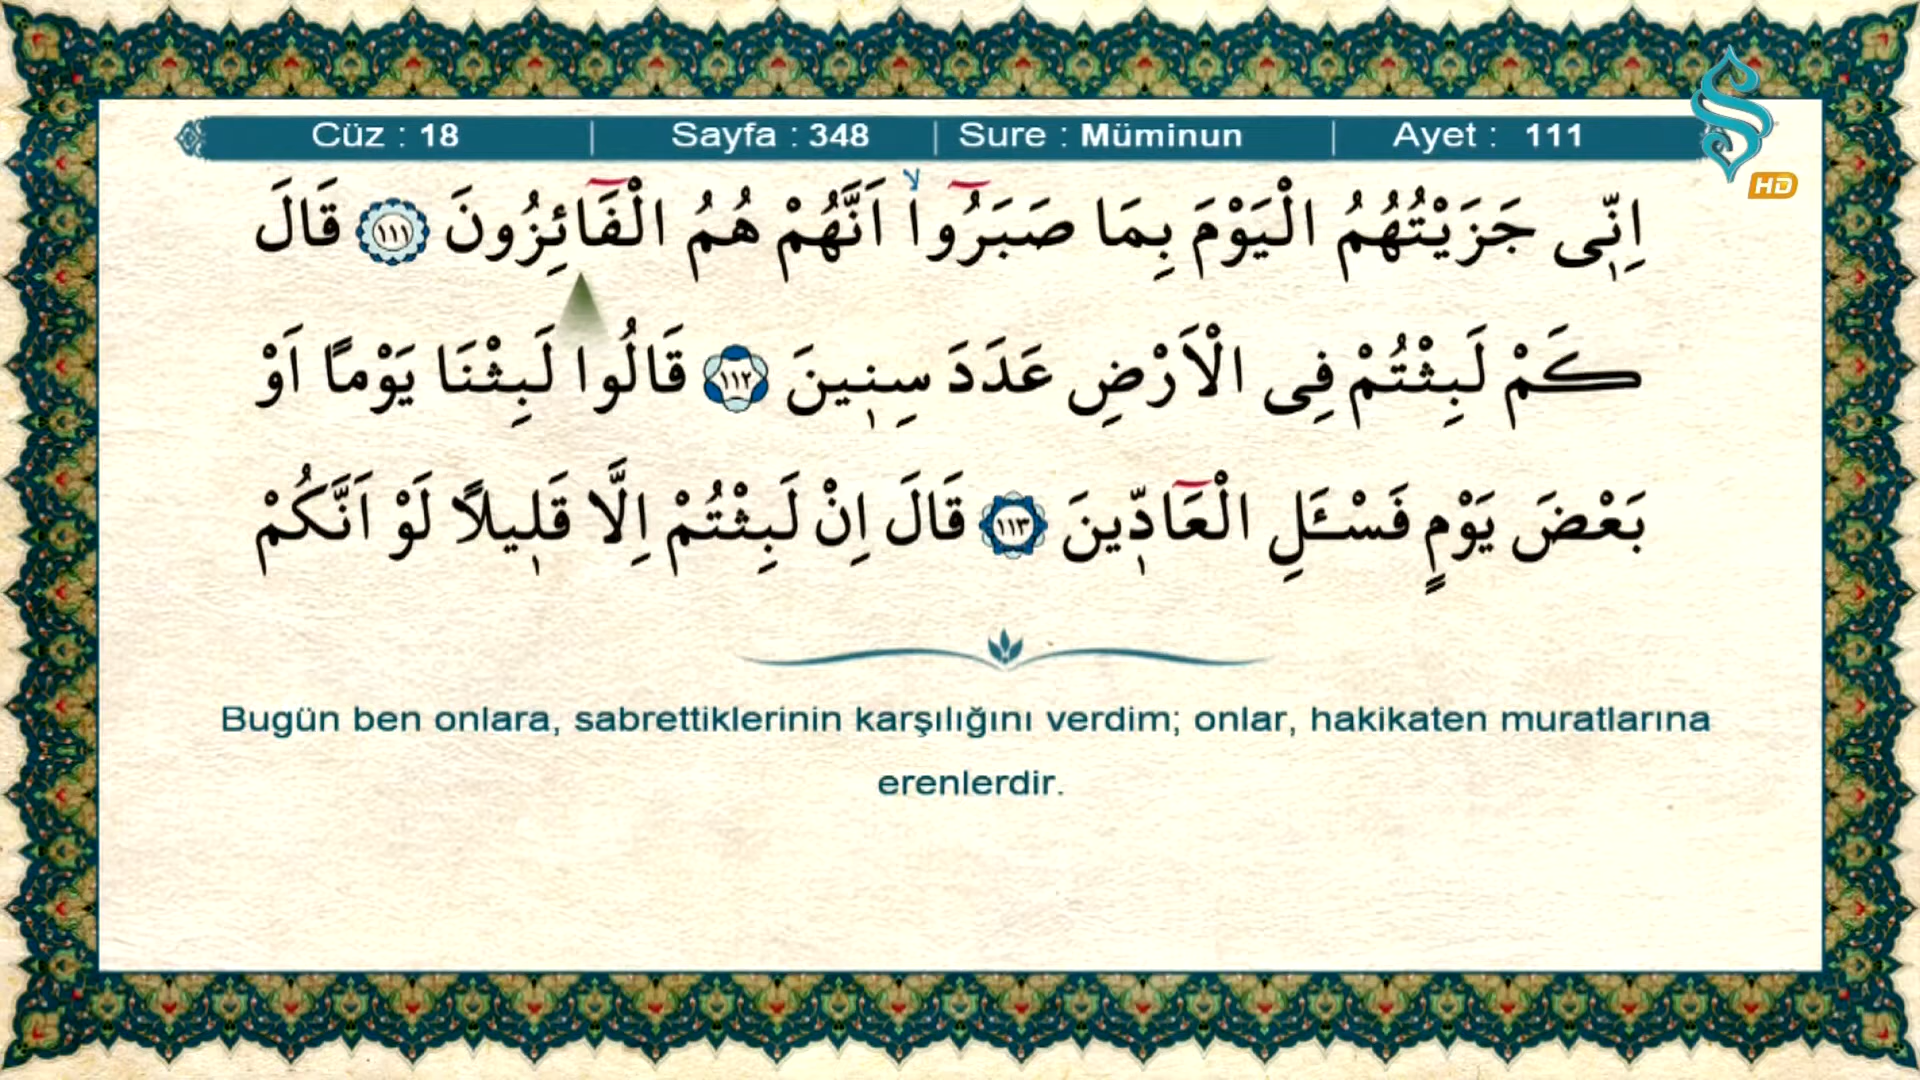 Cüz : 18 | Sayfa : 348 | Sure : Müminun | Ayet : 111
HD
اِنّ۪ى جَزَيْتُهُمُ الْيَوْمَ بِمَا صَبَرُٓواۙ اَنَّهُمْ هُمُ الْفَٓائِزُونَ ﴿١١١﴾ قَالَ
كَمْ لَبِثْتُمْ فِى الْاَرْضِ عَدَدَ سِن۪ينَ ﴿١١٢﴾ قَالُوا لَبِثْنَا يَوْمًا اَوْ
بَعْضَ يَوْمٍ فَسْـَٔلِ الْعَٓادّ۪ينَ ﴿١١٣﴾ قَالَ اِنْ لَبِثْتُمْ اِلَّا قَل۪يلًا لَوْ اَنَّكُمْ
Bugün ben onlara, sabrettiklerinin karşılığını verdim; onlar, hakikaten muratlarına
erenlerdir.